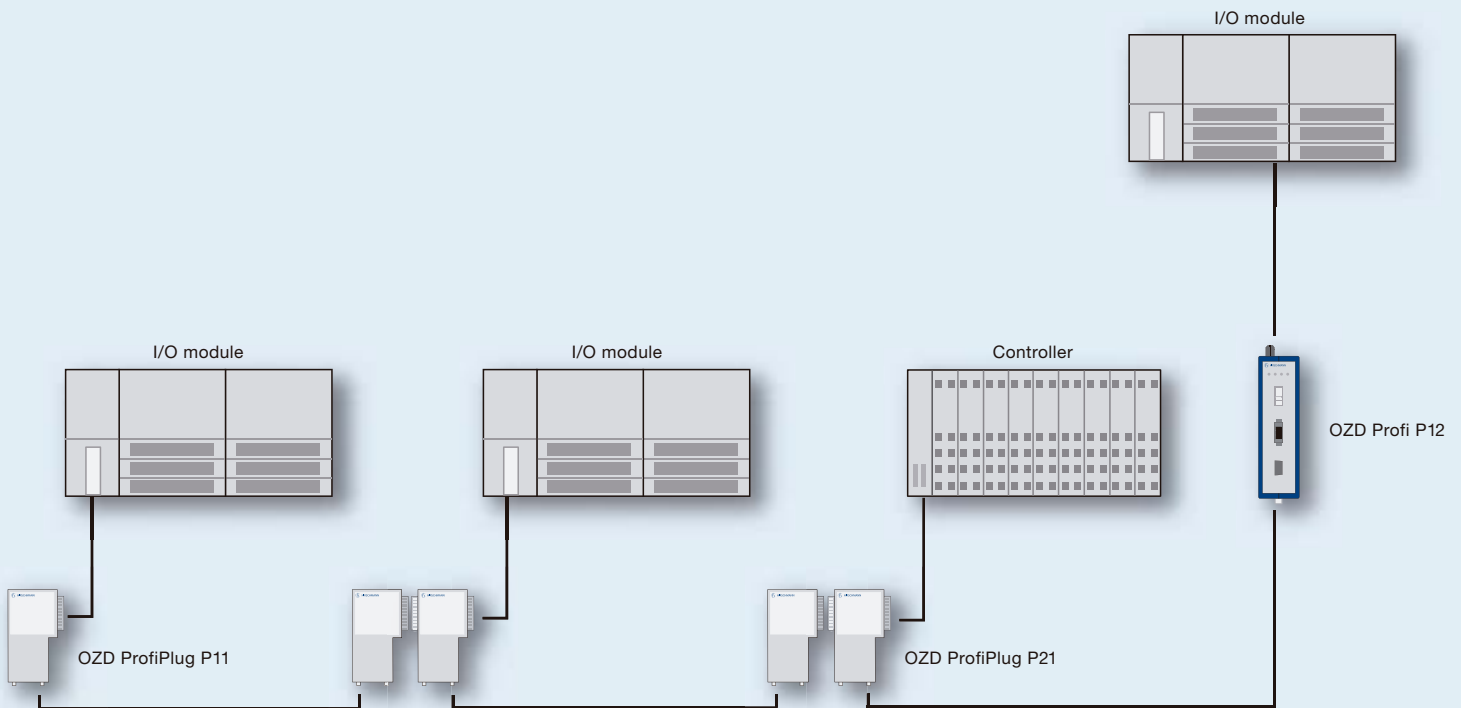 I/O module
I/O module
I/O module
Controller
OZD Profi P12
OZD ProfiPlug P11
OZD ProfiPlug P21